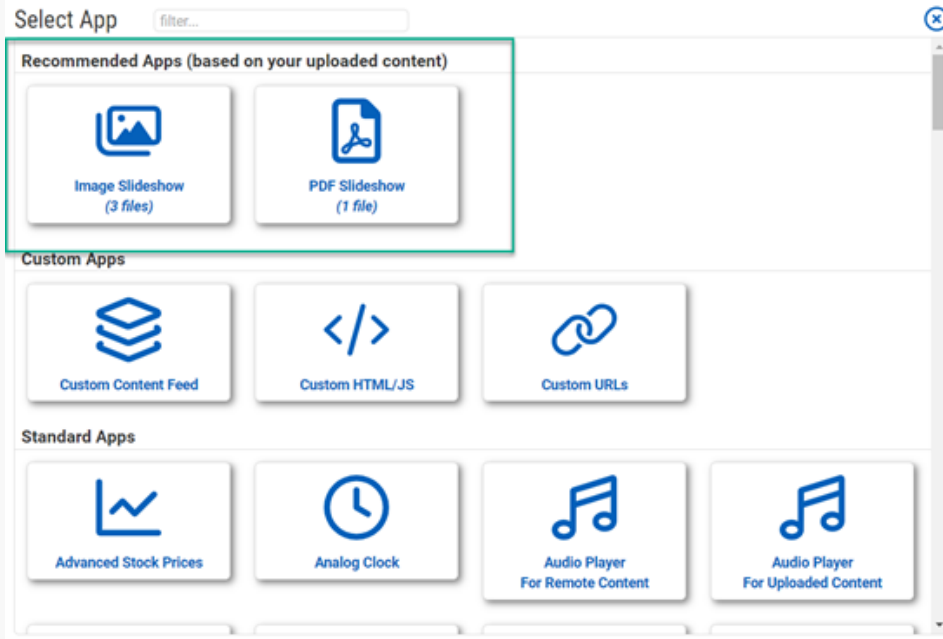 Select App
filter...
Recommended Apps (based on your uploaded content)
Image Slideshow
(3 files)
PDF Slideshow
(1 file)
Custom Apps
Custom Content Feed
Custom HTML/JS
Custom URLs
Standard Apps
Advanced Stock Prices
Analog Clock
Audio Player
For Remote Content
Audio Player
For Uploaded Content